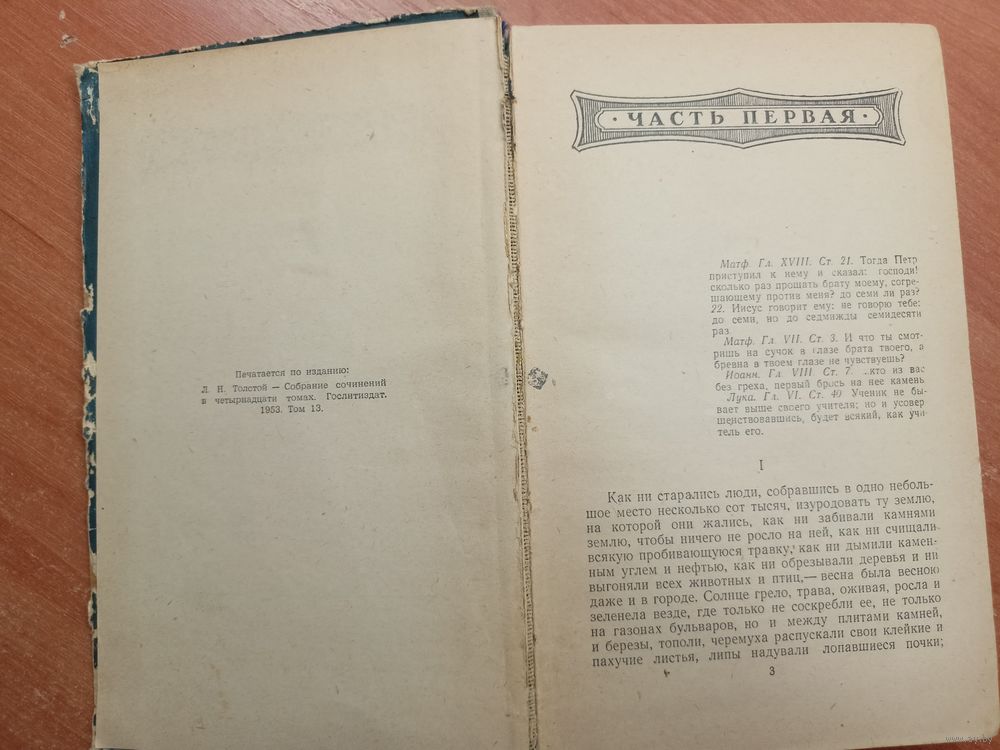 Печатается по изданию:
Л. Н. Толстой — Собрание сочинений
в четырнадцати томах. Гослитиздат.
1953. Том 13.
· ЧАСТЬ ПЕРВАЯ ·
Матф. Гл. XVIII. Ст. 21. Тогда Петр
приступил к нему и сказал: господи!
сколько раз прощать брату моему, согре-
шающему против меня? до семи ли раз?
22. Иисус говорит ему: не говорю тебе:
до семи, но до седмижды семидесяти
раз.
Матф. Гл. VII. Ст. 3. И что ты смот-
ришь на сучок в глазе брата твоего, а
бревна в твоем глазе не чувствуешь?
Иоанн. Гл. VIII. Ст. 7. ..кто из вас
без греха, первый брось на нее камень
Лука. Гл. VI. Ст. 40 Ученик не бы-
вает выше своего учителя; но и усовер
шенствовавшись, будет всякий, как учи
тель его.
I
Как ни старались люди, собравшись в одно неболь-
шое место несколько сот тысяч, изуродовать ту землю,
на которой они жались, как ни забивали камнями
землю, чтобы ничего не росло на ней, как ни счищали
всякую пробивающуюся травку, как ни дымили камен-
ным углем и нефтью, как ни обрезывали деревья и ни
выгоняли всех животных и птиц,— весна была весною
даже и в городе. Солнце грело, трава, оживая, росла и
зеленела везде, где только не соскребли ее, не только
на газонах бульваров, но и между плитами камней,
и березы, тополи, черемуха распускали свои клейкие и
пахучие листья, липы надували лопавшиеся почки;
3